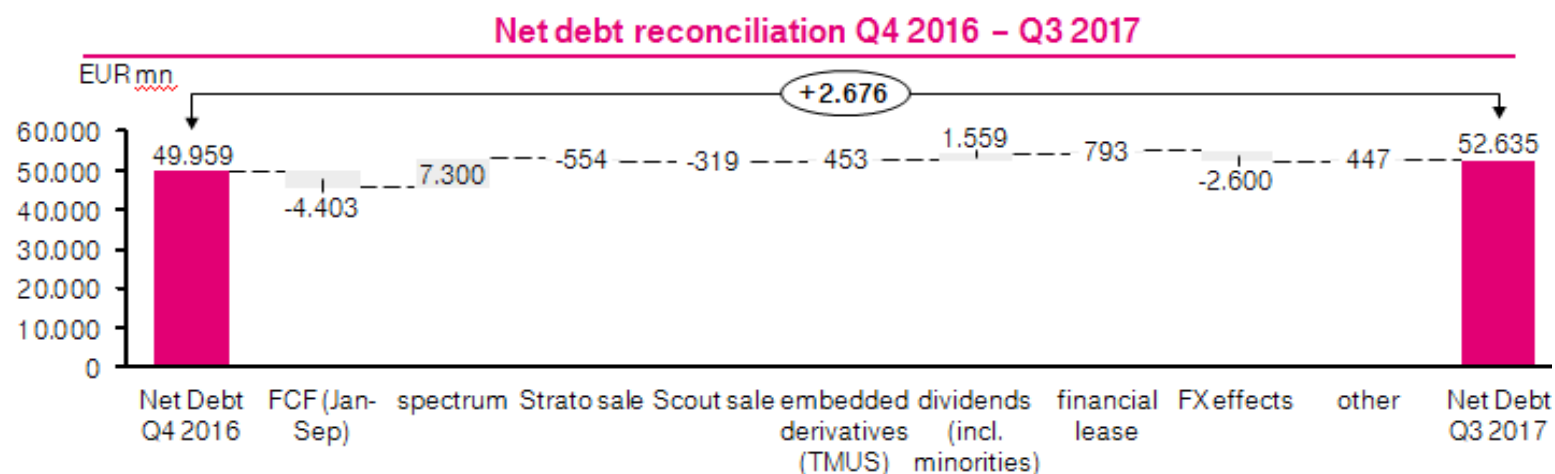 Net debt reconciliation Q4 2016 – Q3 2017
EUR mn
+2.676
60.000
50.000
40.000
30.000
20.000
10.000
0
49.959
-4.403
7.300
-554
-319
453
1.559
793
-2.600
447
52.635
Net Debt
Q4 2016
FCF (Jan-
Sep)
spectrum
Strato sale
Scout sale
embedded
derivatives
(TMUS)
dividends
(incl.
minorities)
financial
lease
FX effects
other
Net Debt
Q3 2017